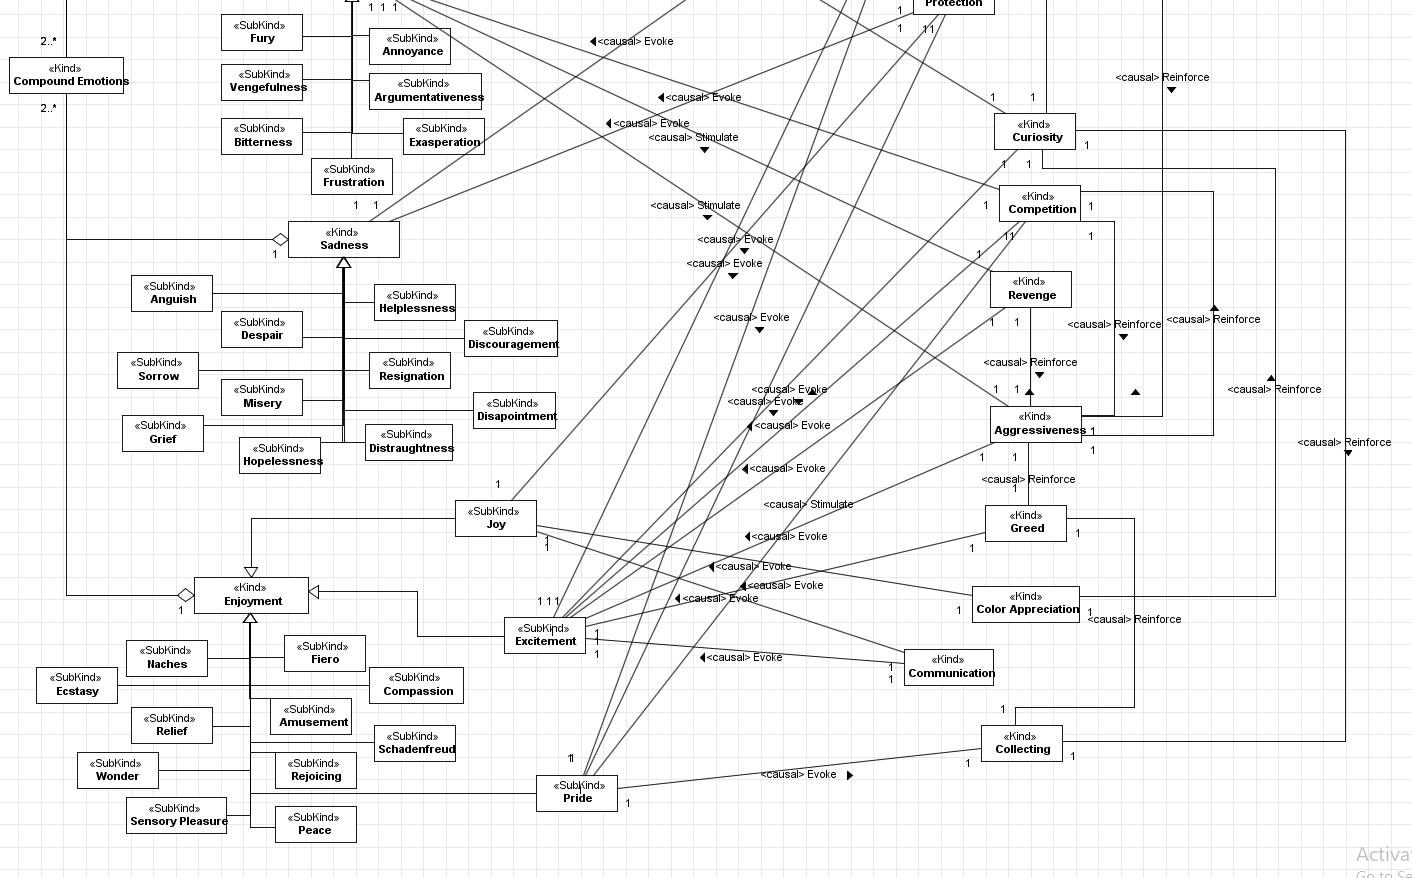 Protection
1 1 1
1
1
11
«SubKind»
Fury
«SubKind»
Annoyance
2..*
«Kind»
Compound Emotions
2..*
«SubKind»
Vengefulness
«SubKind»
Argumentativeness
«SubKind»
Bitterness
«SubKind»
Exasperation
«SubKind»
Frustration
<causal> Evoke
<causal> Evoke
<causal> Evoke
<causal> Stimulate
<causal> Reinforce
1
1
«Kind»
Curiosity
1
1
1
«Kind»
Competition
1
1
1
11
<causal> Stimulate
1
1
«Kind»
Sadness
1
<causal> Evoke
<causal> Evoke
1
«Kind»
Revenge
1
1
«SubKind»
Anguish
«SubKind»
Helplessness
«SubKind»
Despair
«SubKind»
Discouragement
«SubKind»
Sorrow
«SubKind»
Resignation
«SubKind»
Misery
«SubKind»
Disapointment
«SubKind»
Grief
«SubKind»
Distraughtness
«SubKind»
Hopelessness
<causal> Evoke
<causal> Reinforce
<causal> Reinforce
<causal> Reinforce
<causal> Reinforce
<causal> Evoke
<causal> Evoke
<causal> Evoke
1
1
«Kind»
Aggressiveness
1
1
1
1
<causal> Reinforce
<causal> Evoke
<causal> Reinforce
1
<causal> Stimulate
1
«SubKind»
Joy
1
1
«Kind»
Greed
1
1
<causal> Evoke
<causal> Evoke
<causal> Evoke
<causal> Evoke
«Kind»
Enjoyment
1
«Kind»
Color Appreciation
1
1
<causal> Reinforce
1 1 1
«SubKind»
Excitement
1
1
<causal> Evoke
«Kind»
Communication
1
1
«SubKind»
Naches
«SubKind»
Fiero
«SubKind»
Ecstasy
«SubKind»
Compassion
«SubKind»
Relief
«SubKind»
Amusement
«SubKind»
Schadenfreud
«SubKind»
Wonder
«SubKind»
Rejoicing
«SubKind»
Sensory Pleasure
«SubKind»
Peace
1
«Kind»
Collecting
1
1
<causal> Evoke
«SubKind»
Pride
1
Activa
Go to Se